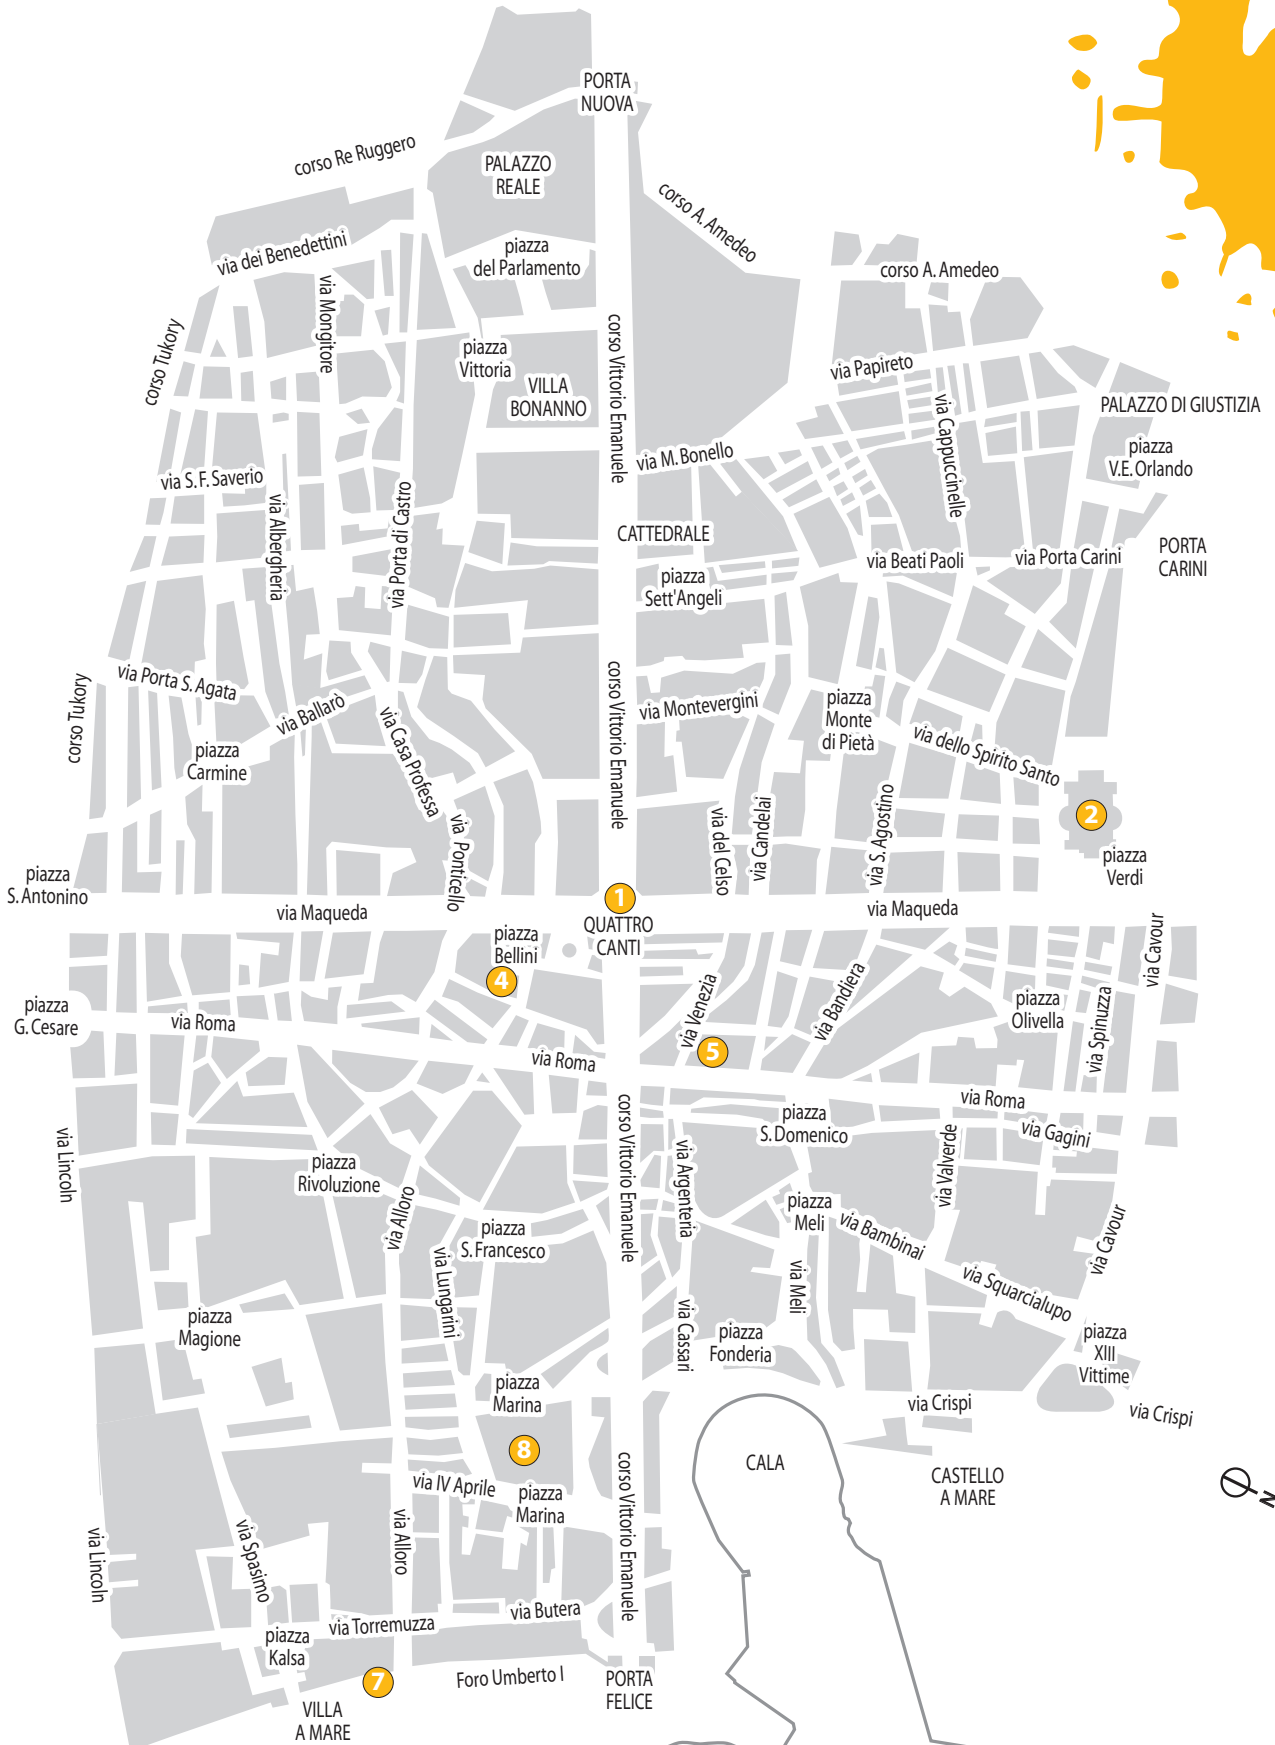 PORTA
NUOVA
corso Re Ruggero
PALAZZO
REALE
corso A. Amedeo
via dei Benedettini
piazza
del Parlamento
corso A. Amedeo
via Mongitore
corso Tukory
piazza
Vittoria
corso Vittorio Emanuele
via Papireto
VILLA
BONANNO
via Cappuccinelle
PALAZZO DI GIUSTIZIA
piazza
V.E. Orlando
via M. Bonello
via S. F. Saverio
via Albergheria
via Porta di Castro
CATTEDRALE
via Beati Paoli
via Porta Carini
PORTA
CARINI
piazza
Sett'Angeli
via Porta S. Agata
corso Tukory
via Ballarò
via Casa Professa
corso Vittorio Emanuele
via Montevergini
piazza
Monte
di Pietà
via dello Spirito Santo
piazza
Carmine
via Ponticello
via del Celso
via Candelai
via S. Agostino
2
piazza
Verdi
piazza
S. Antonino
via Maqueda
1
QUATTRO
CANTI
via Maqueda
via Cavour
piazza
Bellini
4
via Venezia
via Bandiera
piazza
Olivella
via Spinuzza
piazza
G. Cesare
via Roma
via Roma
5
via Roma
via Lincoln
corso Vittorio Emanuele
piazza
S. Domenico
via Gagini
via Argenteria
via Valverde
piazza
Rivoluzione
via Alloro
piazza
S. Francesco
piazza
Meli
via Bambinai
via Cavour
via Lungarini
via Meli
via Squarcialupo
piazza
Magione
via Cassari
piazza
Fonderia
piazza
XIII
Vittime
piazza
Marina
via Crispi
via Crispi
8
CALA
CASTELLO
A MARE
via IV Aprile
piazza
Marina
corso Vittorio Emanuele
N
via Lincoln
via Spasimo
via Alloro
via Torremuzza
via Butera
piazza
Kalsa
7
Foro Umberto I
PORTA
FELICE
VILLA
A MARE